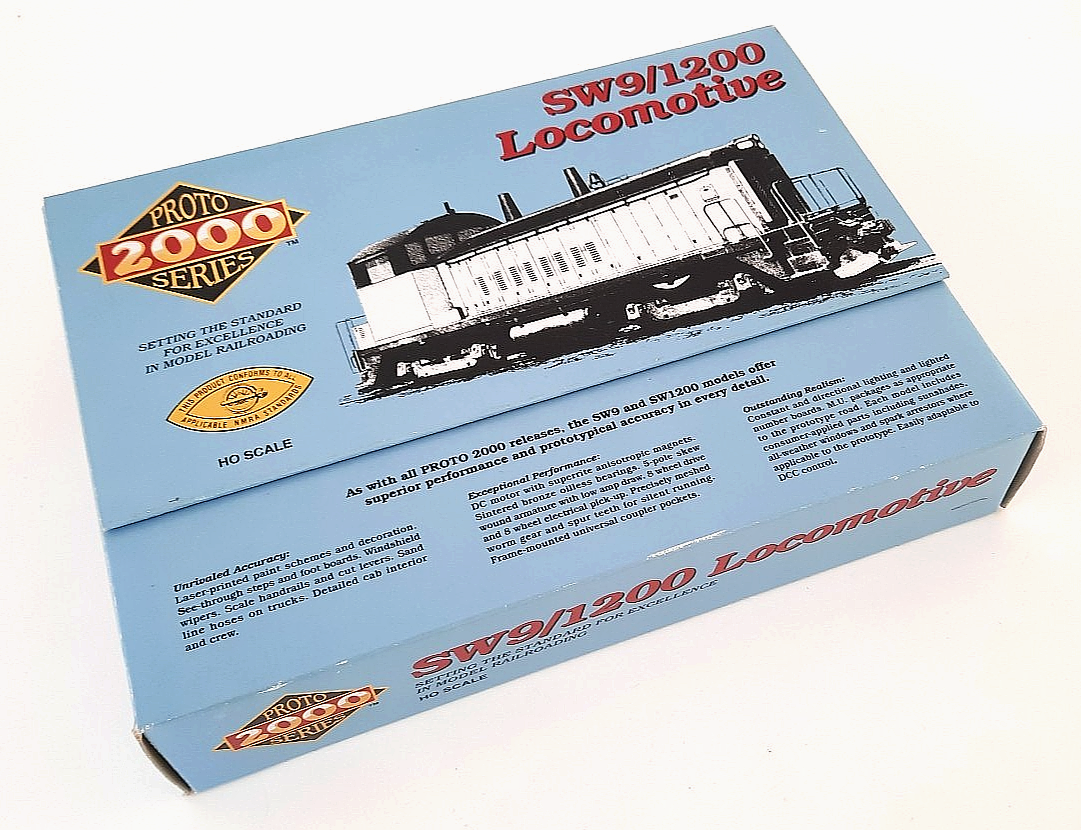 SW9/1200
Locomotive
PROTO
2000
SERIES
TM
SETTING THE STANDARD
FOR EXCELLENCE
IN MODEL RAILROADING
THIS PRODUCT CONFORMS TO ALL
APPLICABLE NMRA STANDARDS
HO SCALE
As with all PROTO 2000 releases, the SW9 and SW1200 models offer
superior performance and prototypical accuracy in every detail.
Unrivaled Accuracy:
Laser-printed paint schemes and decoration.
See-through steps and foot boards. Windshield
wipers. Scale handrails and cut levers. Sand
line hoses on trucks. Detailed cab interior
and crew.
Exceptional Performance:
DC motor with superite anisotropic magnets.
Sintered bronze oilless bearings. 5-pole skew
wound armature with low amp draw. 8 wheel drive
and 8 wheel electrical pick-up. Precisely meshed
worm gear and spur teeth for silent running.
Frame-mounted universal coupler pockets.
Outstanding Realism:
Constant and directional lighting and lighted
number boards. M.U. packages as appropriate
to the prototype road. Each model includes
consumer-applied parts including sunshades,
all-weather windows and spark arrestors where
applicable to the prototype. Easily adaptable to
DCC control.
SW9/1200 Locomotive
SETTING THE STANDARD FOR EXCELLENCE
IN MODEL RAILROADING
HO SCALE
PROTO
2000
SERIES
TM